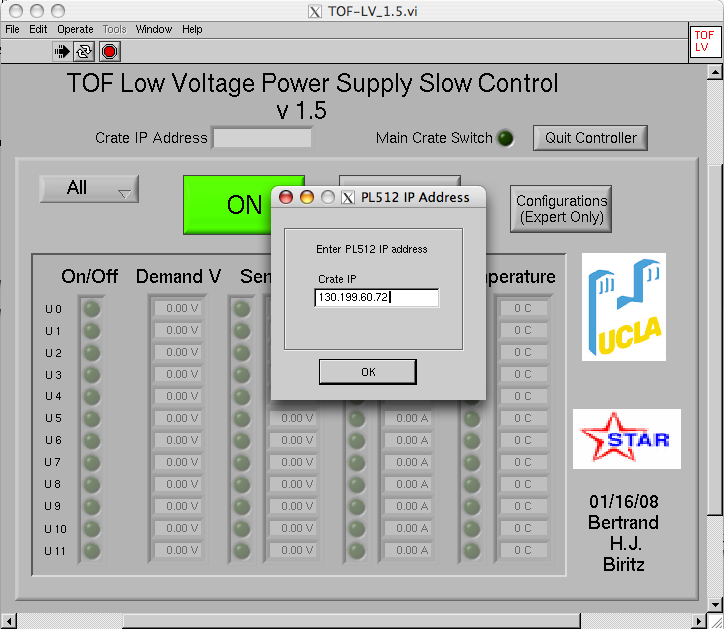 TOF-LV_1.5.vi
File Edit Operate Tools Window Help
TOF
LV
TOF Low Voltage Power Supply Slow Control
v 1.5
Crate IP Address
Main Crate Switch
Quit Controller
All
ON
Configurations
(Expert Only)
PL512 IP Address
Enter PL512 IP address
Crate IP
130.199.60.72
OK
On/Off Demand V Sen perature
U 0 0.00 V 0 C
U 1 0.00 V 0 C
U 2 0.00 V 0 C
U 3 0.00 V 0 C
U 4 0.00 V 0 C
U 5 0.00 V 0.00 V 0.00 A 0 C
U 6 0.00 V 0.00 V 0.00 A 0 C
U 7 0.00 V 0.00 V 0.00 A 0 C
U 8 0.00 V 0.00 V 0.00 A 0 C
U 9 0.00 V 0.00 V 0.00 A 0 C
U 10 0.00 V 0.00 V 0.00 A 0 C
U 11 0.00 V 0.00 V 0.00 A 0 C
UCLA
STAR
01/16/08
Bertrand
H.J.
Biritz